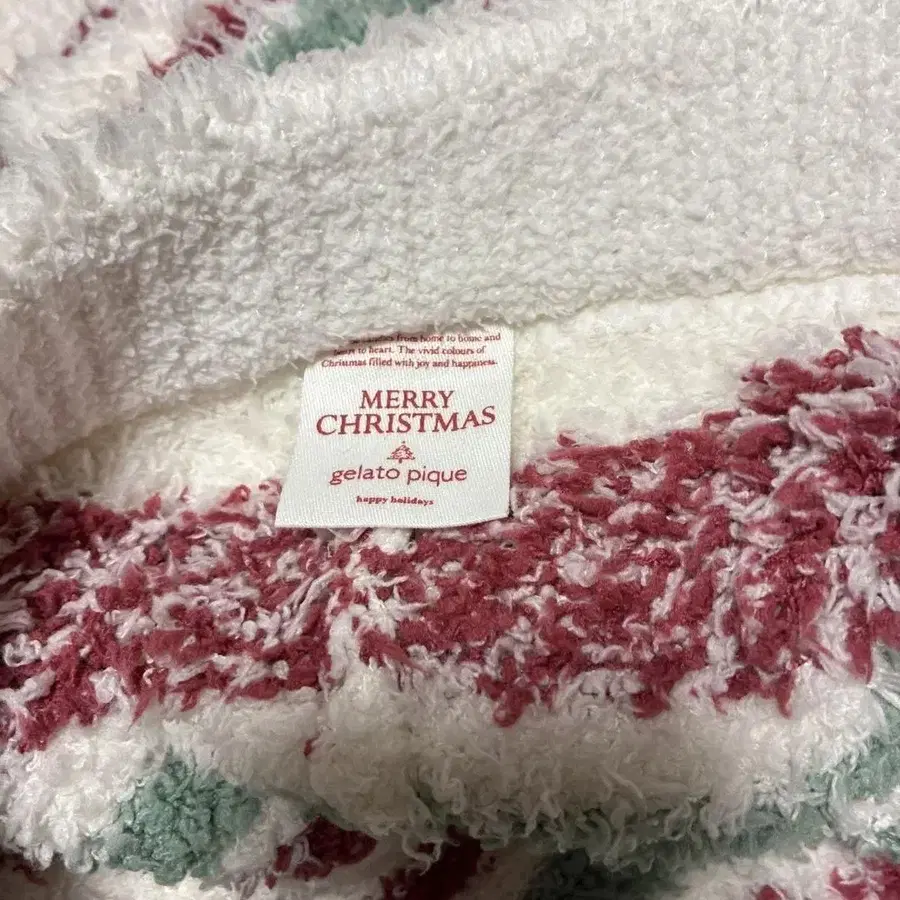 from home to home and
to heart. The vivid colours of
Christmas filled with joy and happiness.
MERRY
CHRISTMAS
gelato pique
happy holidays